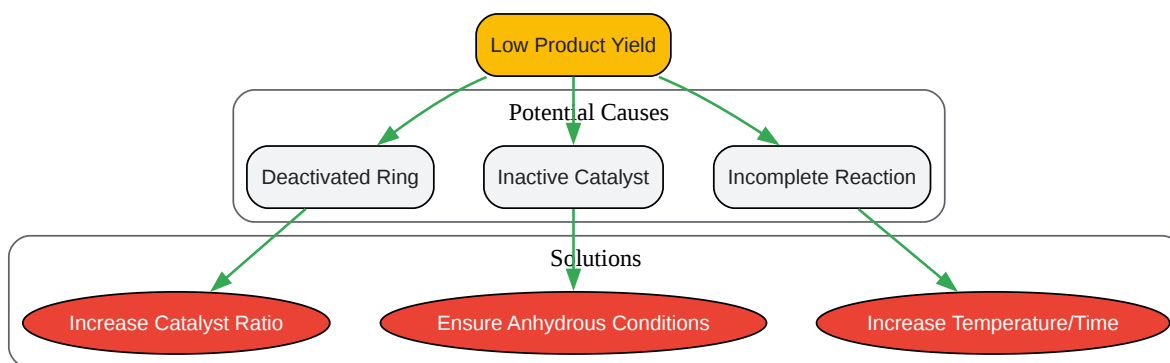 Low Product Yield
Potential Causes
Deactivated Ring
Inactive Catalyst
Incomplete Reaction
Solutions
Increase Catalyst Ratio
Ensure Anhydrous Conditions
Increase Temperature/Time